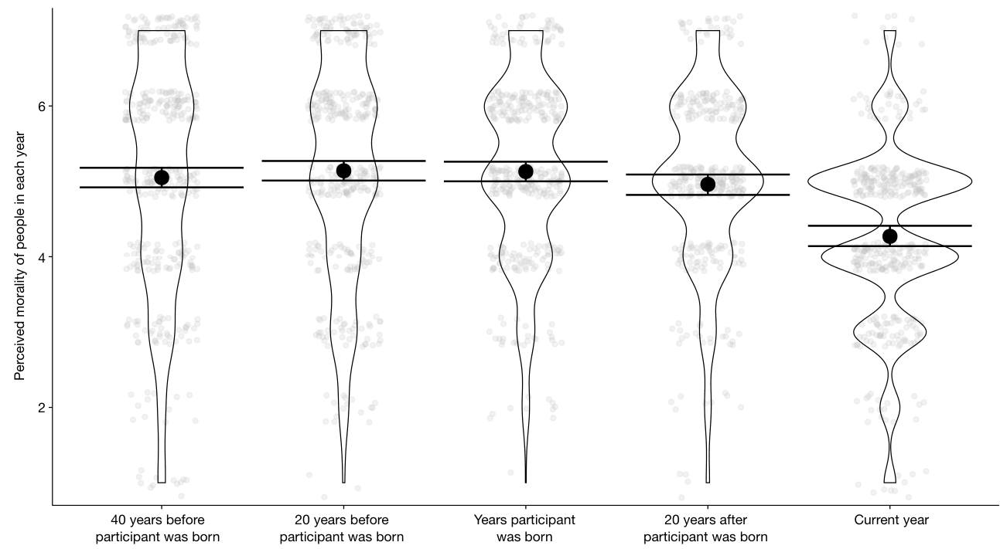 Perceived morality of people in each year
6
4
2
40 years before
participant was born
20 years before
participant was born
Years participant
was born
20 years after
participant was born
Current year